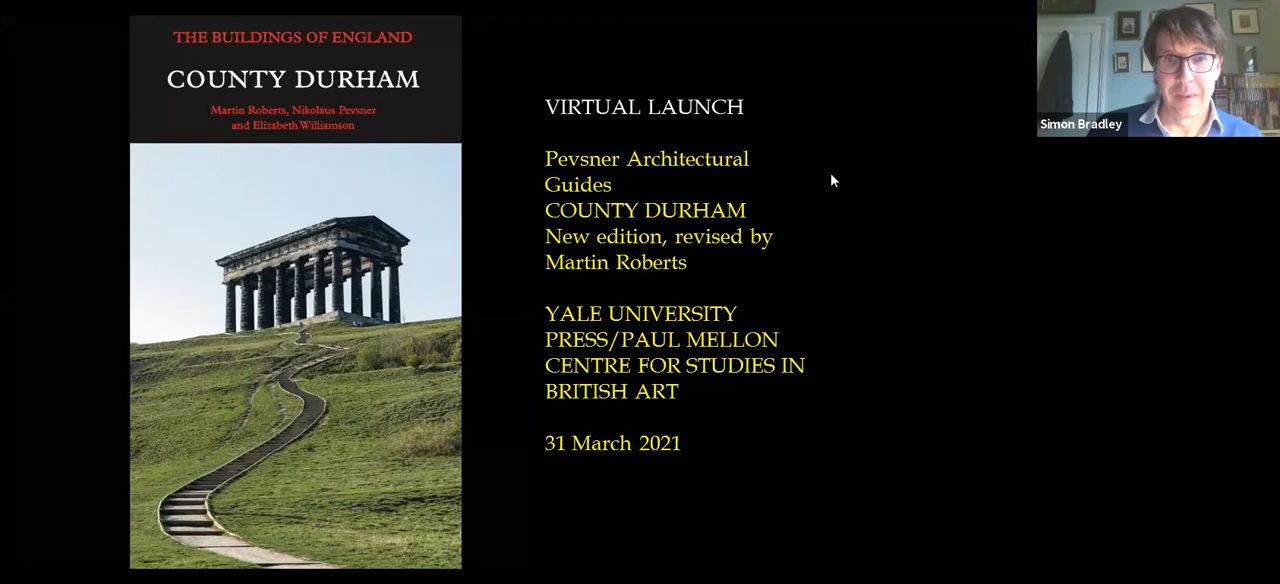 THE BUILDINGS OF ENGLAND
COUNTY DURHAM
Martin Roberts, Nikolaus Pevsner
and Elizabeth Williamson
VIRTUAL LAUNCH
Pevsner Architectural
Guides
COUNTY DURHAM
New edition, revised by
Martin Roberts
YALE UNIVERSITY
PRESS/PAUL MELLON
CENTRE FOR STUDIES IN
BRITISH ART
31 March 2021
Simon Bradley